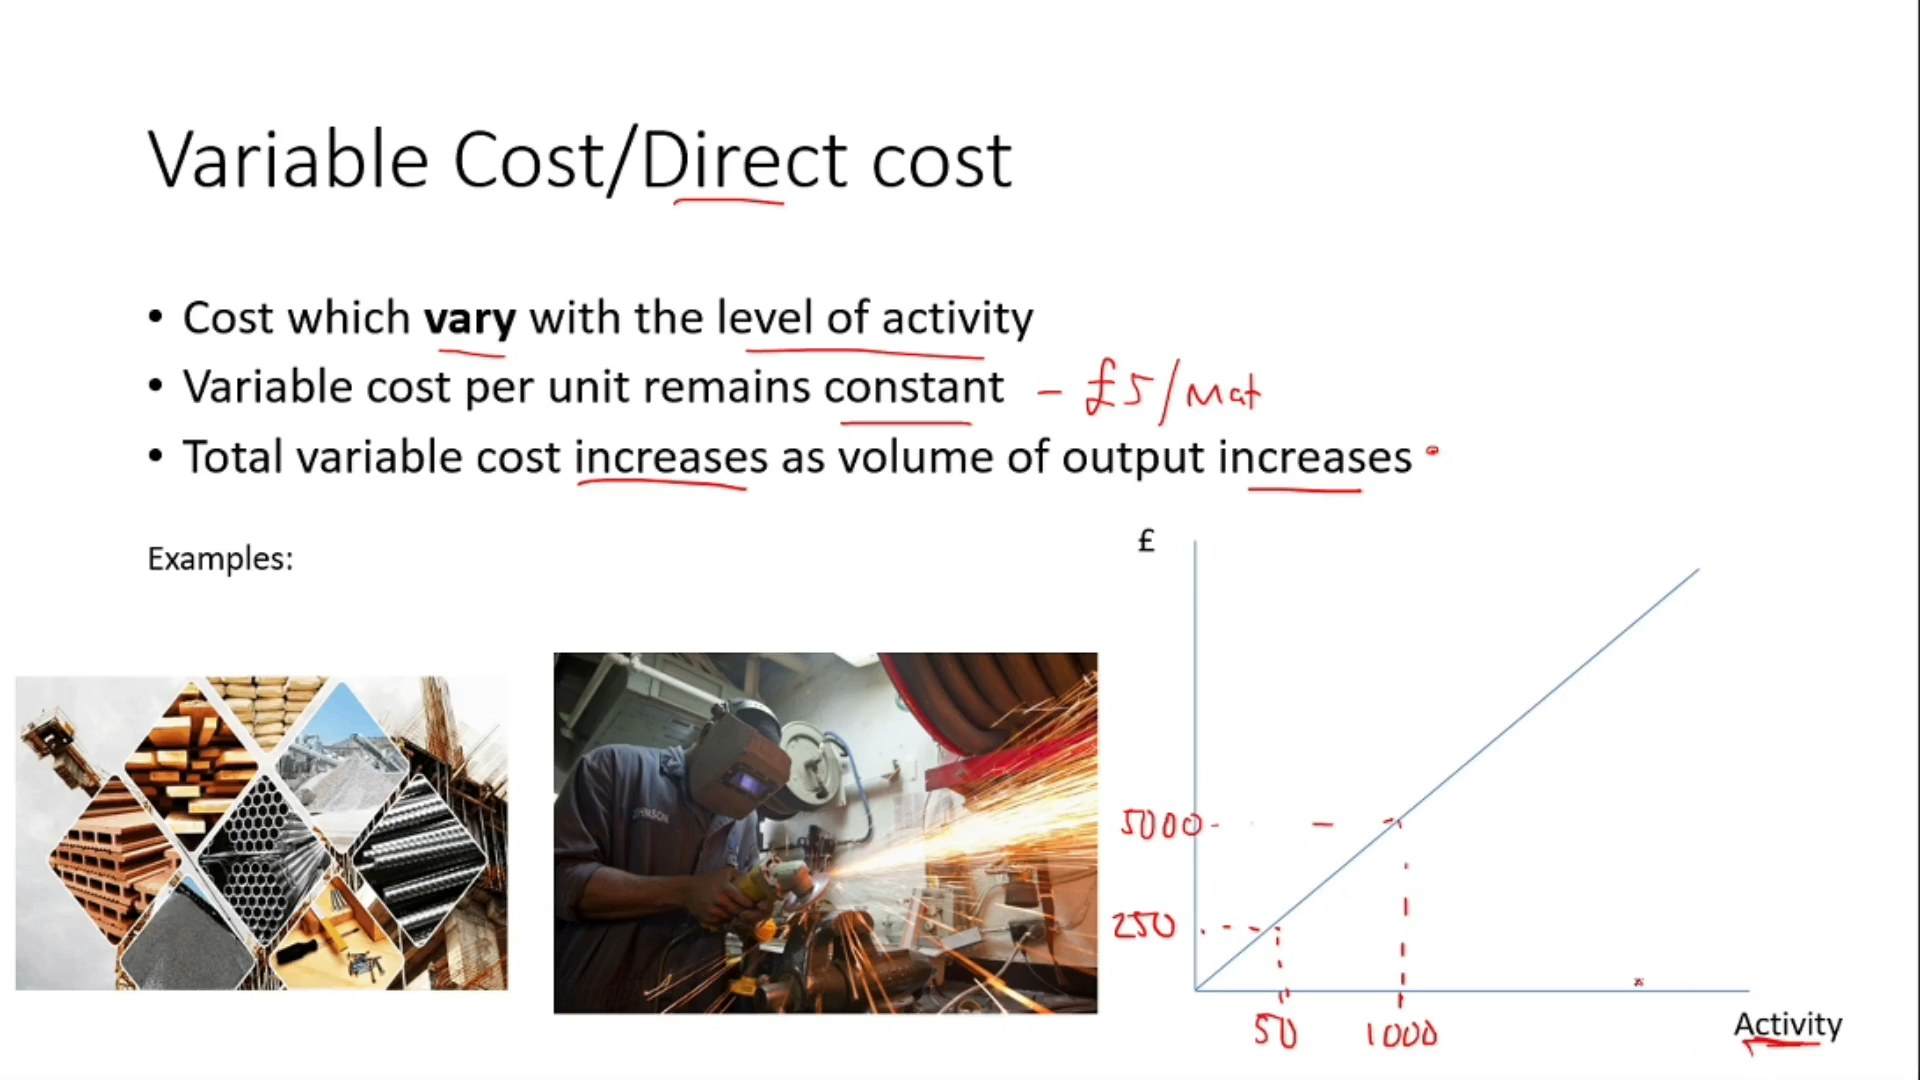 Variable Cost/Direct cost
• Cost which vary with the level of activity
• Variable cost per unit remains constant - £5/Mat
• Total variable cost increases as volume of output increases
Examples:
£
JOHNSON
5000
250
50 1000
Activity